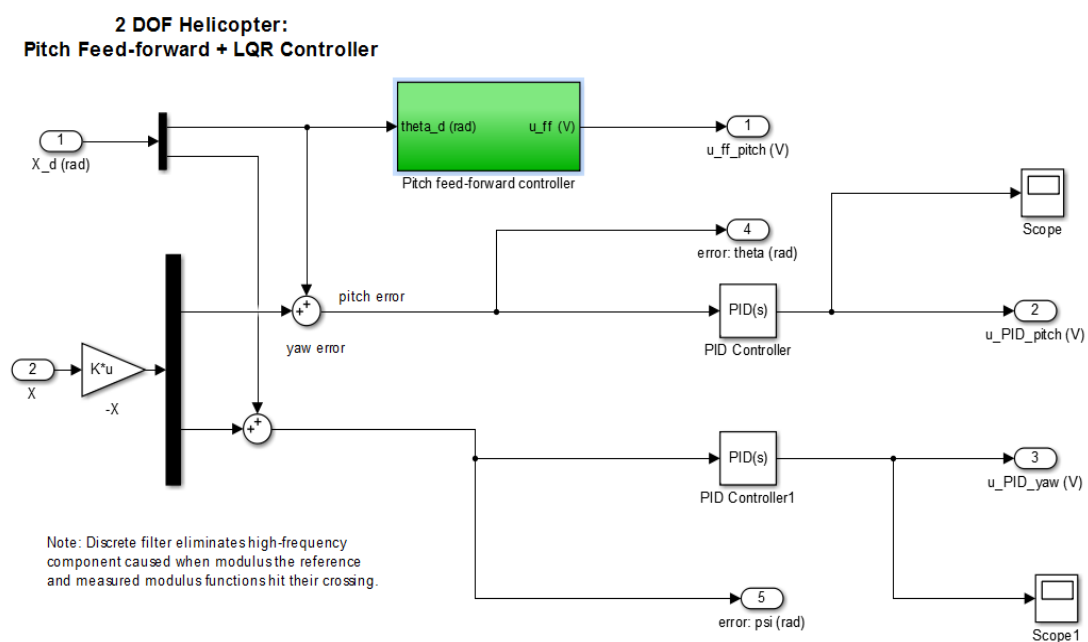 2 DOF Helicopter:
Pitch Feed-forward + LQR Controller
1
X_d (rad)
theta_d (rad)
u_ff (V)
Pitch feed-forward controller
1
u_ff_pitch (V)
Scope
4
error: theta (rad)
pitch error
+
+
yaw error
PID(s)
PID Controller
2
u_PID_pitch (V)
2
X
K*u
-X
+
+
PID(s)
PID Controller1
3
u_PID_yaw (V)
Note: Discrete filter eliminates high-frequency
component caused when modulus the reference
and measured modulus functions hit their crossing.
5
error: psi (rad)
Scope1